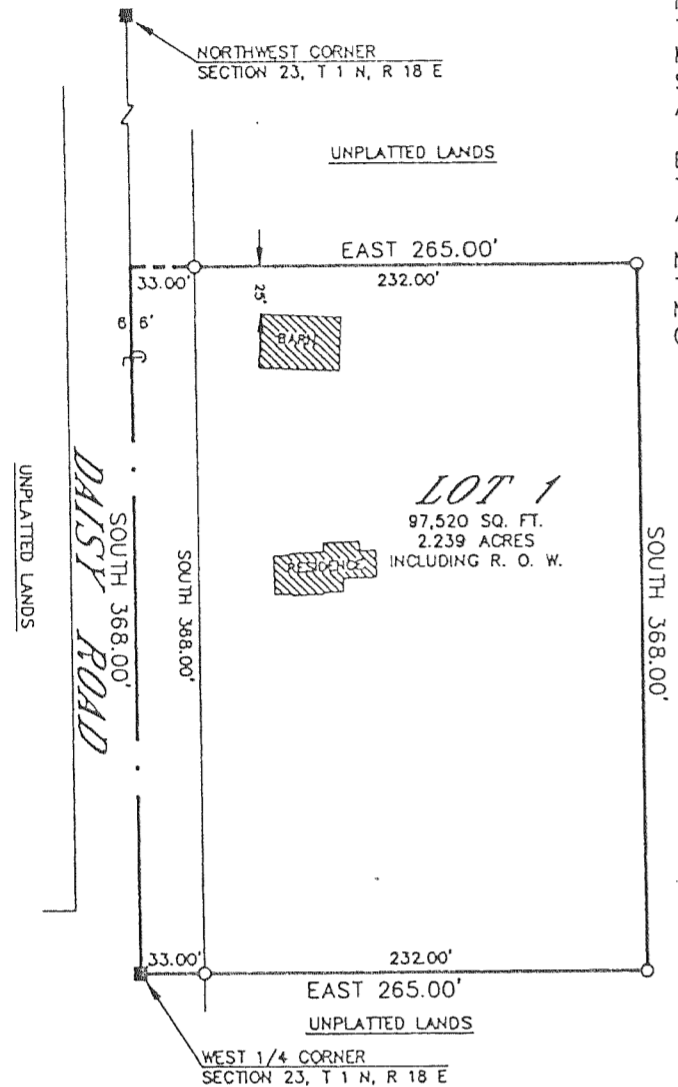 NORTHWEST CORNER
SECTION 23, T 1 N, R 18 E
UNPLATTED LANDS
EAST 265.00'
33.00'
232.00'
25'
66'
BARN
LOT 1
97,520 SQ. FT.
2.239 ACRES
INCLUDING R. O. W.
RESIDENCE
UNPLATTED LANDS
DAISY ROAD
SOUTH 368.00'
SOUTH 368.00'
SOUTH 368.00'
33.00'
232.00'
EAST 265.00'
UNPLATTED LANDS
WEST 1/4 CORNER
SECTION 23, T 1 N, R 18 E